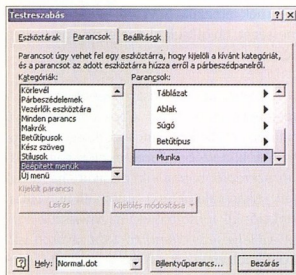 Testreszabás
Eszköztárak Parancsok Beállítások
Parancsot úgy vehet fel egy eszköztárra, hogy kijelöli a kívánt kategóriát,
és a parancsot az adott eszköztárra húzza erről a párbeszédpanelről.
Kategóriák: Parancsok:
Körlevél
Párbeszédelemek
Vezérlők eszköztára
Minden parancs
Makrók
Betűtípusok
Kész szöveg
Stílusok
Beépített menük
Új menü
Táblázat
Ablak
Súgó
Betűtípus
Munka
Kijelölt parancs:
Leírás Kijelölés módosítása
Hely: Normal.dot Billentyűparancs... Bezárás